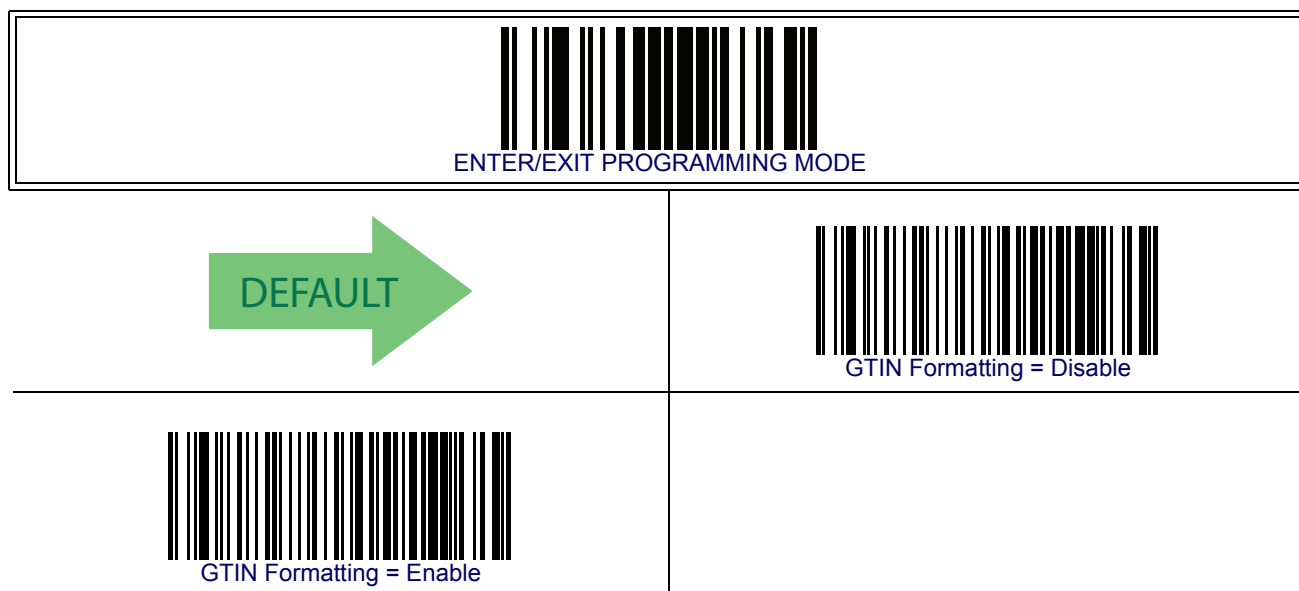 ENTER/EXIT PROGRAMMING MODE
DEFAULT
GTIN Formatting = Disable
GTIN Formatting = Enable